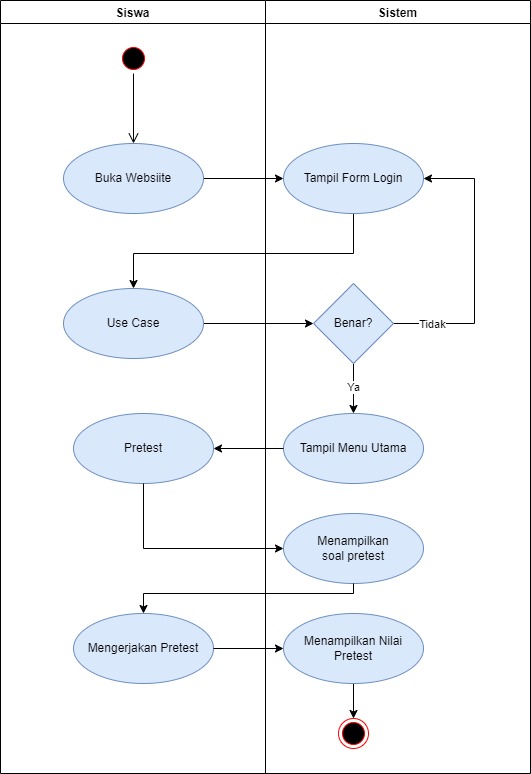 Siswa
Sistem
Buka Websiite
Tampil Form Login
Use Case
Benar?
Tidak
Ya
Pretest
Tampil Menu Utama
Menampilkan
soal pretest
Mengerjakan Pretest
Menampilkan Nilai
Pretest